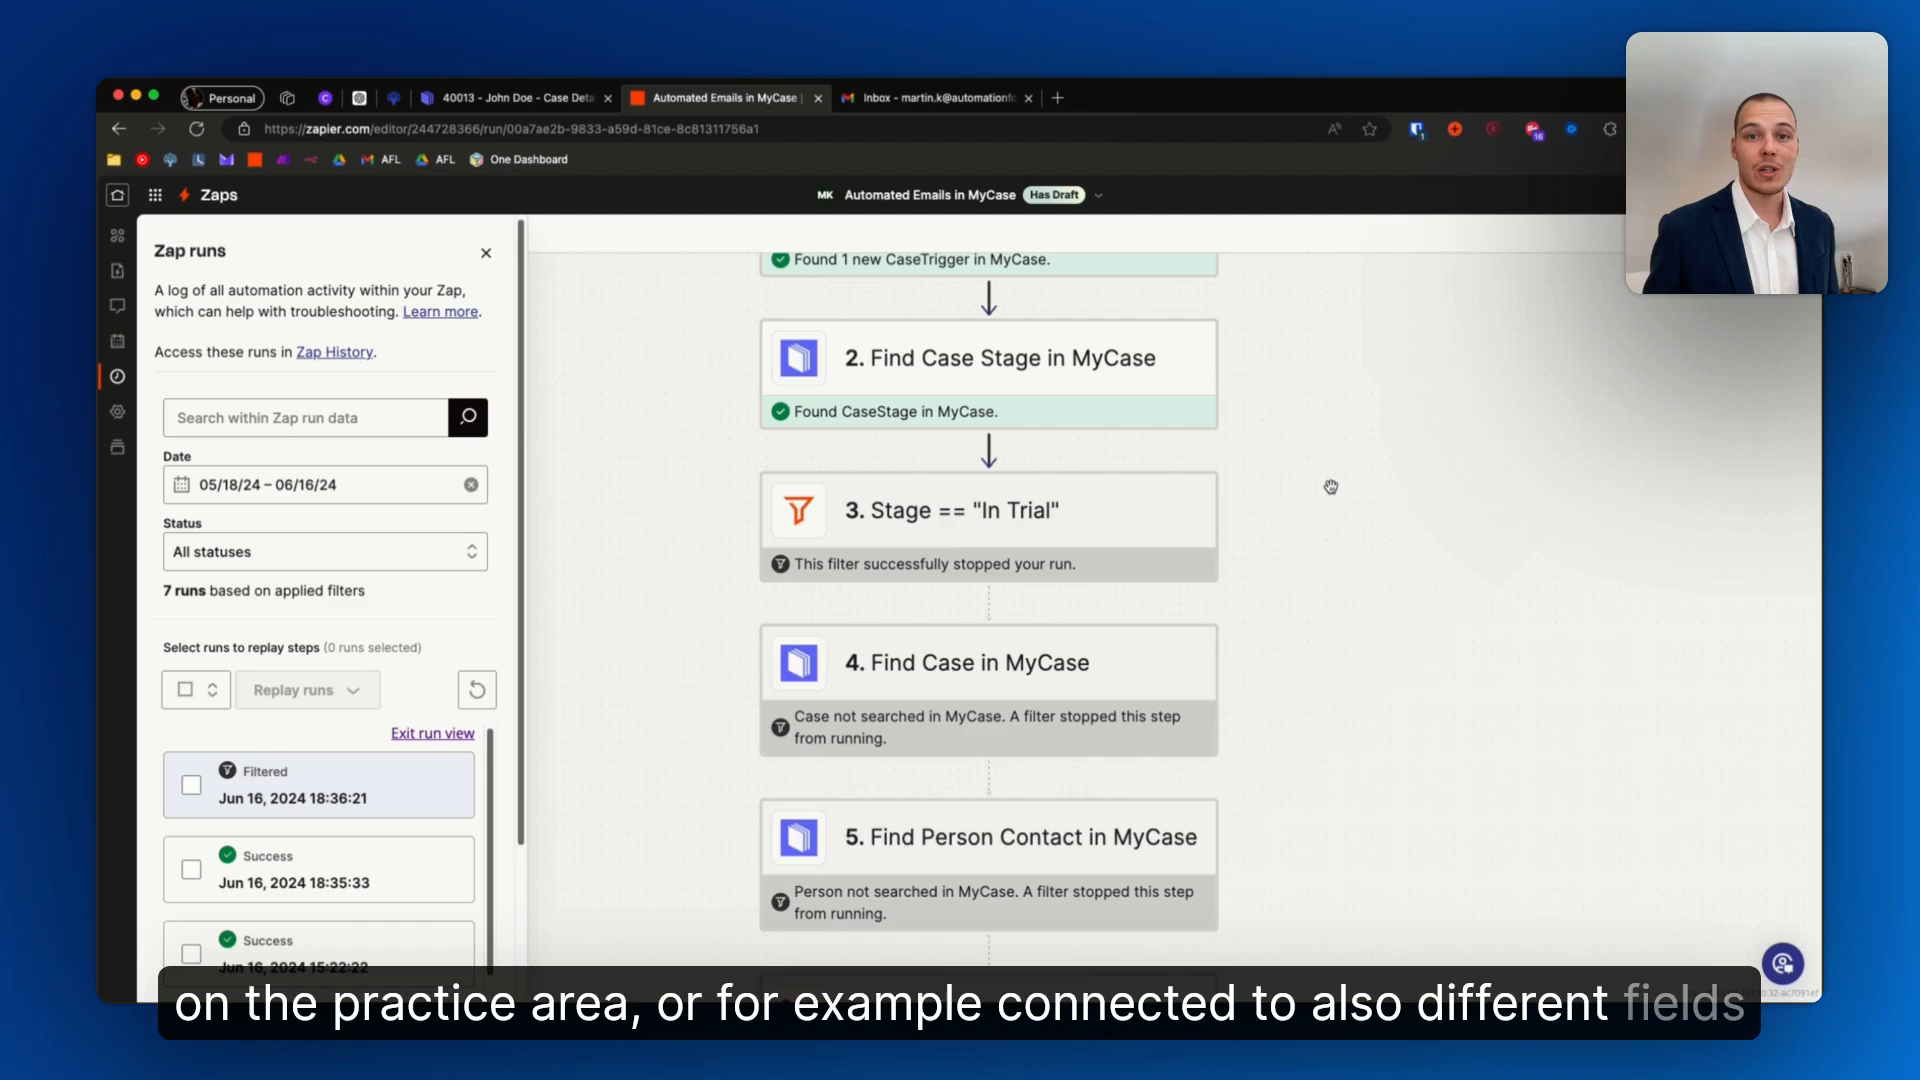 Personal
40013 - John Doe - Case Deta
Automated Emails in MyCase |
Inbox - martin.k@automationfo
https://zapier.com/editor/244728366/run/00a7ae2b-9833-a59d-81ce-8c81311756a1
AFL
AFL
One Dashboard
Zaps
MK Automated Emails in MyCase Has Draft
Zap runs
A log of all automation activity within your Zap,
which can help with troubleshooting. Learn more.
Access these runs in Zap History.
Search within Zap run data
Date
05/18/24 – 06/16/24
Status
All statuses
7 runs based on applied filters
Select runs to replay steps (0 runs selected)
Replay runs
Exit run view
Filtered
Jun 16, 2024 18:36:21
Success
Jun 16, 2024 18:35:33
Success
Jun 16, 2024 15:22:22
Found 1 new CaseTrigger in MyCase.
2. Find Case Stage in MyCase
Found CaseStage in MyCase.
3. Stage == "In Trial"
This filter successfully stopped your run.
4. Find Case in MyCase
Case not searched in MyCase. A filter stopped this step
from running.
5. Find Person Contact in MyCase
Person not searched in MyCase. A filter stopped this step
from running.
on the practice area, or for example connected to also different fields